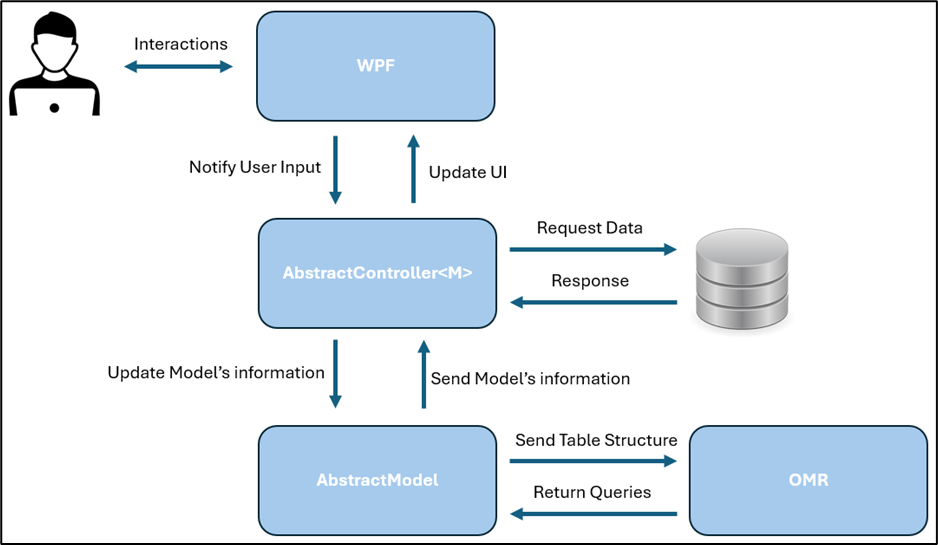 Interactions
WPF
Notify User Input
Update UI
AbstractController<M>
Request Data
Response
Update Model's information
Send Model's information
AbstractModel
Send Table Structure
Return Queries
OMR